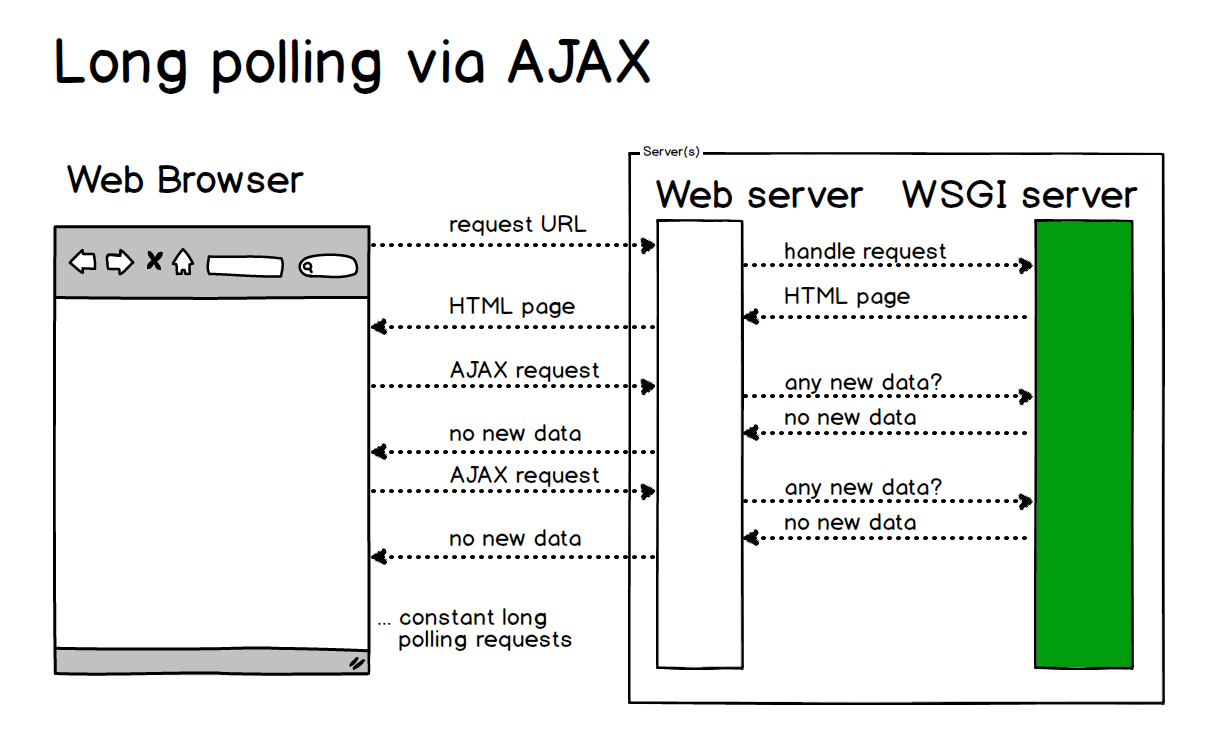 Long polling via AJAX
Server(s)
Web Browser
Web server
WSGI server
request URL
handle request
HTML page
HTML page
AJAX request
any new data?
no new data
no new data
AJAX request
any new data?
no new data
no new data
... constant long
polling requests